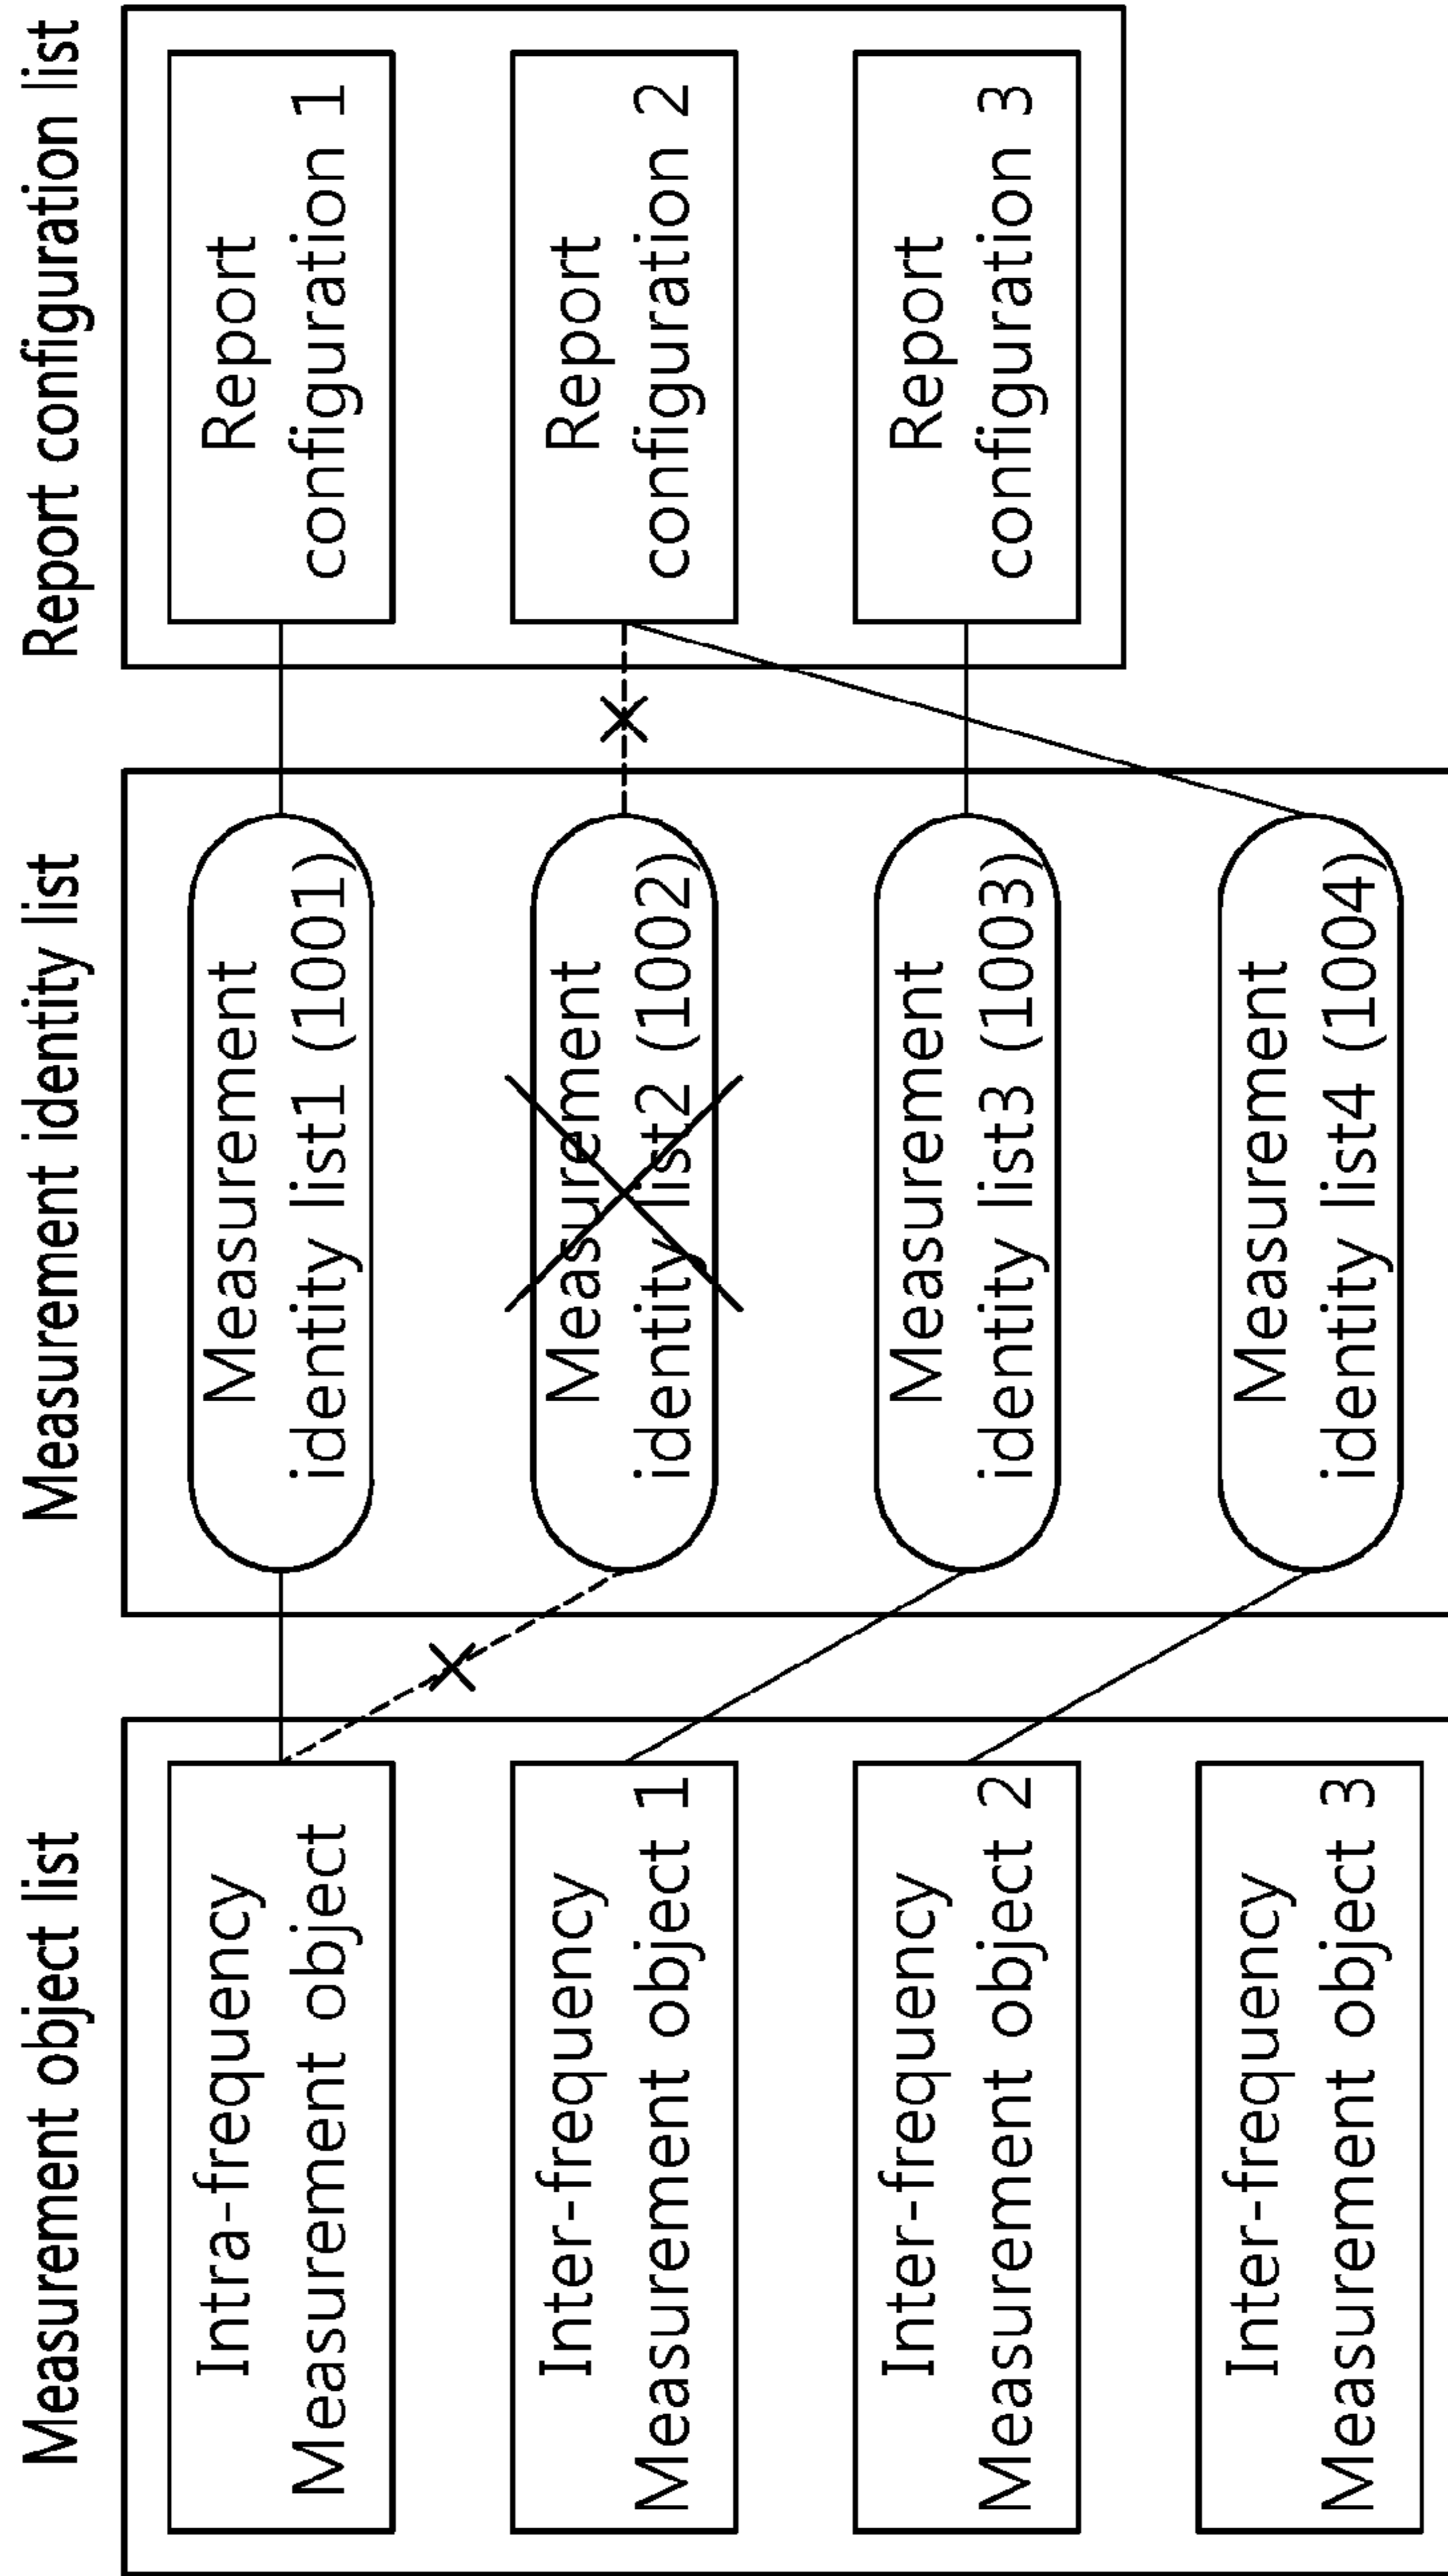 Measurement object list
Intra-frequency
Measurement object
Inter-frequency
Measurement object 1
Inter-frequency
Measurement object 2
Inter-frequency
Measurement object 3
Measurement identity list
Measurement
identity list1 (1001)
Measurement
identity list2 (1002)
Measurement
identity list3 (1003)
Measurement
identity list4 (1004)
Report configuration list
Report
configuration 1
Report
configuration 2
Report
configuration 3